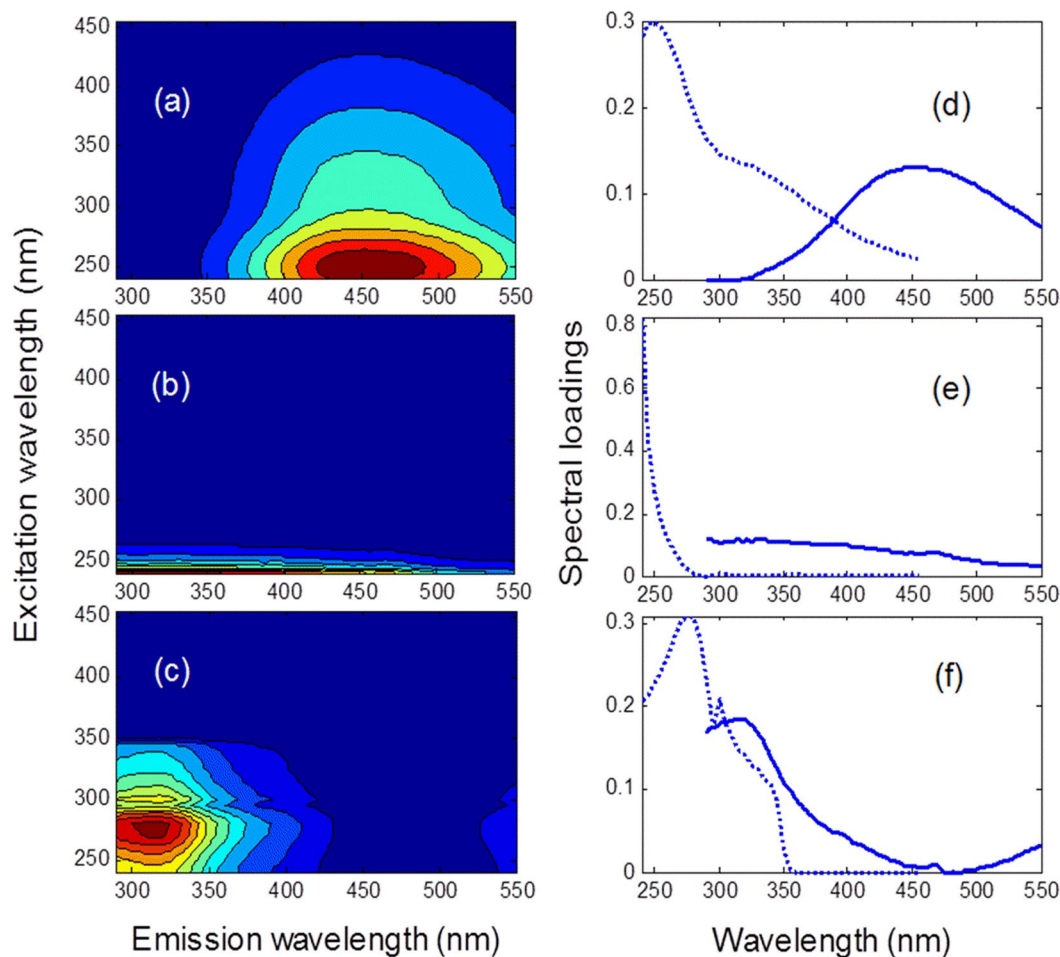 Excitation wavelength (nm)
450
400
350
300
250
(a)
300 350 400 450 500 550
450
400
350
300
250
(b)
300 350 400 450 500 550
450
400
350
300
250
(c)
300 350 400 450 500 550
Emission wavelength (nm)
Spectral loadings
0.3
0.2
0.1
0
(d)
250 300 350 400 450 500 550
0.8
0.6
0.4
0.2
0
(e)
250 300 350 400 450 500 550
0.3
0.2
0.1
0
(f)
250 300 350 400 450 500 550
Wavelength (nm)